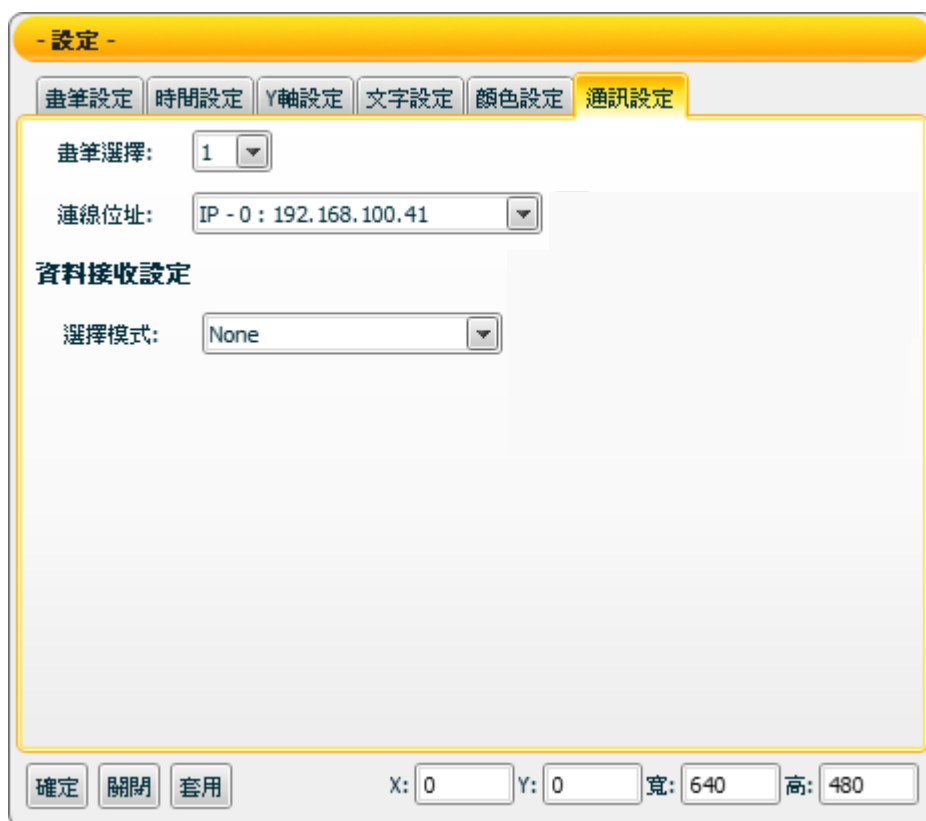 - 設定 -
畫筆設定 時間設定 Y軸設定 文字設定 顏色設定 通訊設定
畫筆選擇: 1
連線位址: IP - 0 : 192.168.100.41
資料接收設定
選擇模式: None
確定 關閉 套用 X: 0 Y: 0 寬: 640 高: 480